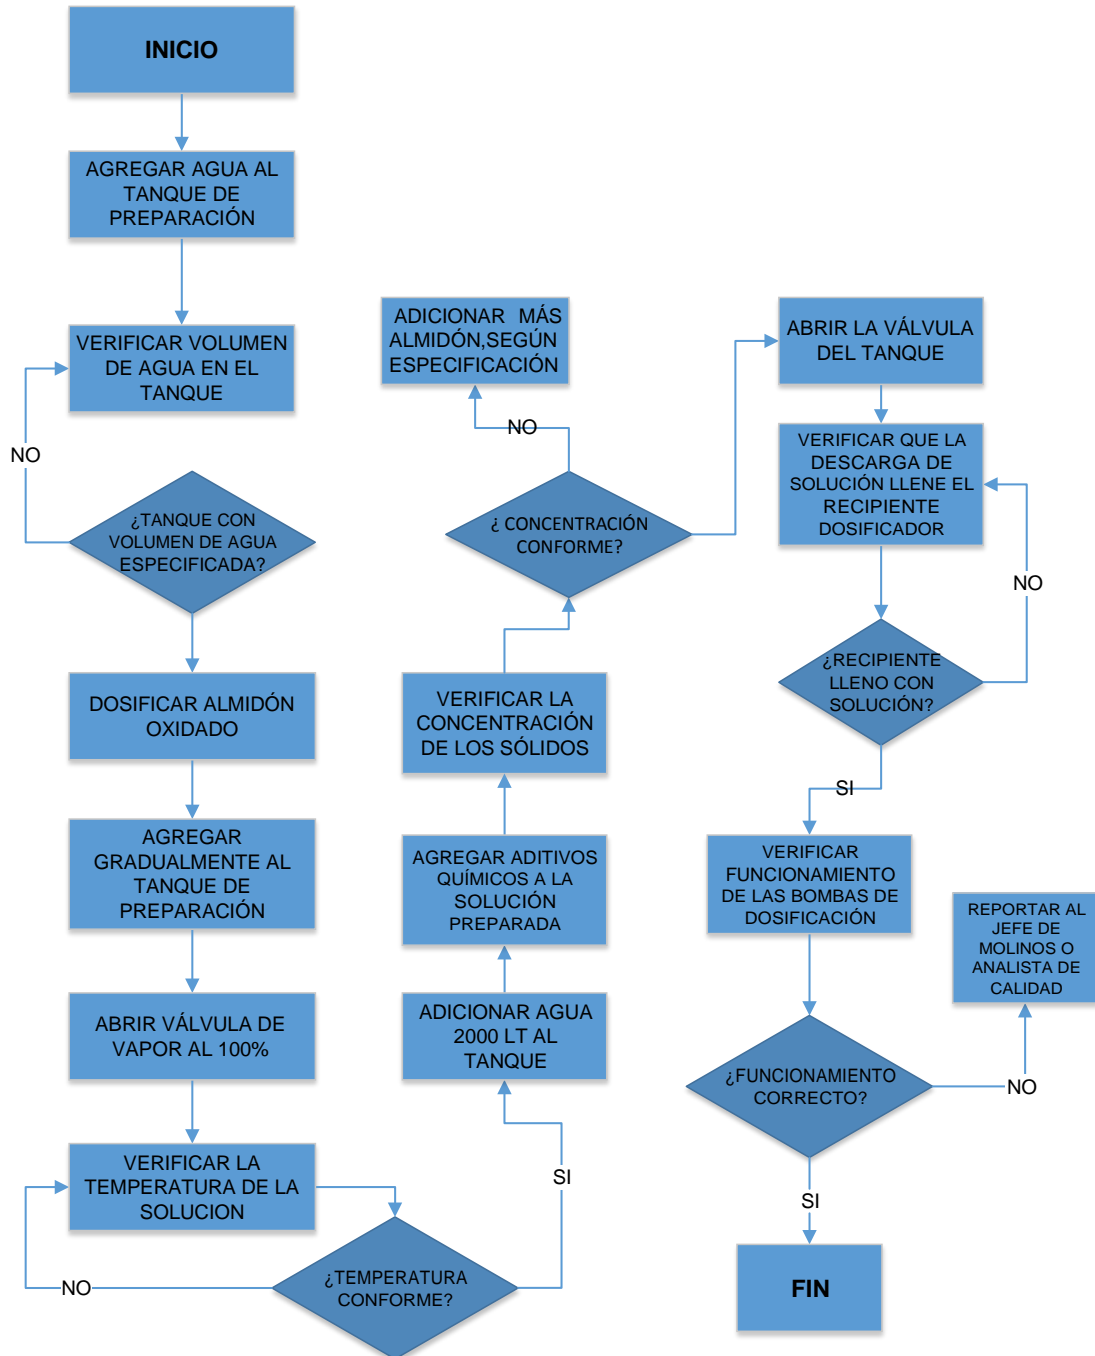 INICIO
AGREGAR AGUA AL
TANQUE DE
PREPARACIÓN
VERIFICAR VOLUMEN
DE AGUA EN EL
TANQUE
NO
¿TANQUE CON
VOLUMEN DE AGUA
ESPECIFICADA?
DOSIFICAR ALMIDÓN
OXIDADO
AGREGAR
GRADUALMENTE AL
TANQUE DE
PREPARACIÓN
ABRIR VÁLVULA DE
VAPOR AL 100%
VERIFICAR LA
TEMPERATURA DE LA
SOLUCION
NO
¿TEMPERATURA
CONFORME?
SI
ADICIONAR AGUA
2000 LT AL
TANQUE
AGREGAR ADITIVOS
QUÍMICOS A LA
SOLUCIÓN
PREPARADA
VERIFICAR LA
CONCENTRACIÓN
DE LOS SÓLIDOS
¿ CONCENTRACIÓN
CONFORME?
NO
ADICIONAR MÁS
ALMIDÓN,SEGÚN
ESPECIFICACIÓN
ABRIR LA VÁLVULA
DEL TANQUE
VERIFICAR QUE LA
DESCARGA DE
SOLUCIÓN LLENE EL
RECIPIENTE
DOSIFICADOR
NO
¿RECIPIENTE
LLENO CON
SOLUCIÓN?
SI
VERIFICAR
FUNCIONAMIENTO
DE LAS BOMBAS DE
DOSIFICACIÓN
¿FUNCIONAMIENTO
CORRECTO?
NO
REPORTAR AL
JEFE DE
MOLINOS O
ANALISTA DE
CALIDAD
SI
FIN